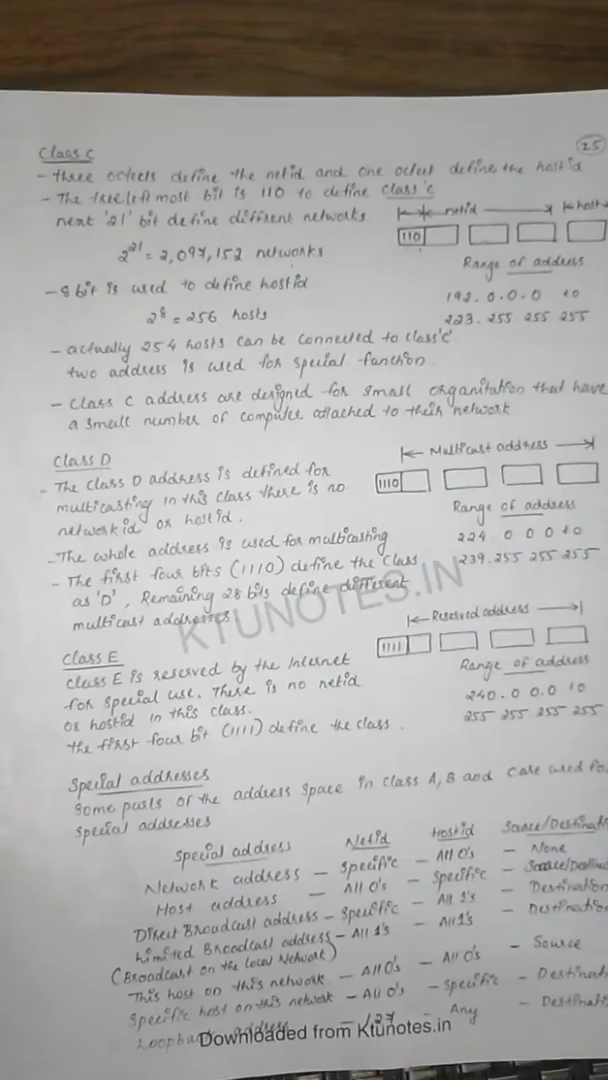 25
Class C
- three octects define the netid and one octect define the hostid
- The free left most bit is 110 to define class 'c
next '21' bit define different networks
2^21 = 2,097,152 networks
netid host
110
Range of address
192.0.0.0 to
223.255 255 255
- 8 bit is used to define hostid
2^8 = 256 hosts
- actually 254 hosts can be connected to class 'c'.
two address is used for special function.
- class c address are designed for small organitation that have
a small number of computer attached to their network
Class D
- The class D address is defined for
multicasting in this class there is no
network id or hostid.
- The whole address is used for multicasting
- The first four bits (1110) define the class
as 'D', Remaining 28 bits define different
multicast addresses
Multicast address
1110
Range of address
224 0 0 0 to
239.255 255 255
KTUNOTES.IN
Class E
class E is reserved by the Internet
for special use. There is no netid
or hostid in this class.
the first four bit (1111) define the class.
Reserved address
1111
Range of address
240.0 0.0 to
255 255 255 255
Special addresses
Some parts of the address space in class A, B and C are used for
special addresses
Special address Netid Hostid Source/Destinati
Network address - Specific - All 0's - None
Host address - All 0's - Specific -
Direct Broadcast address - Specific - All 1's - Destination
Limited Broadcast address - All 1's - All 1's - Destination
(Broadcast on the local Network)
This host on this network - All 0's - All 0's - Source
Specific host on this network - All 0's - Specific - Destinati
Loopback address - 127 - Any - Destinati
Downloaded from Ktunotes.in